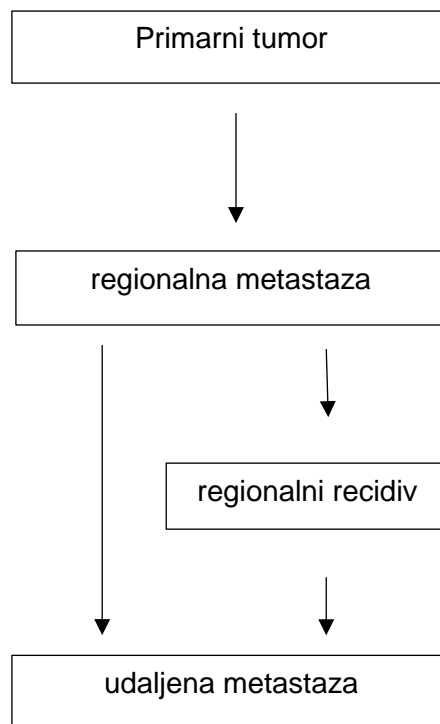 Primarni tumor
regionalna metastaza
regionalni recidiv
udaljena metastaza